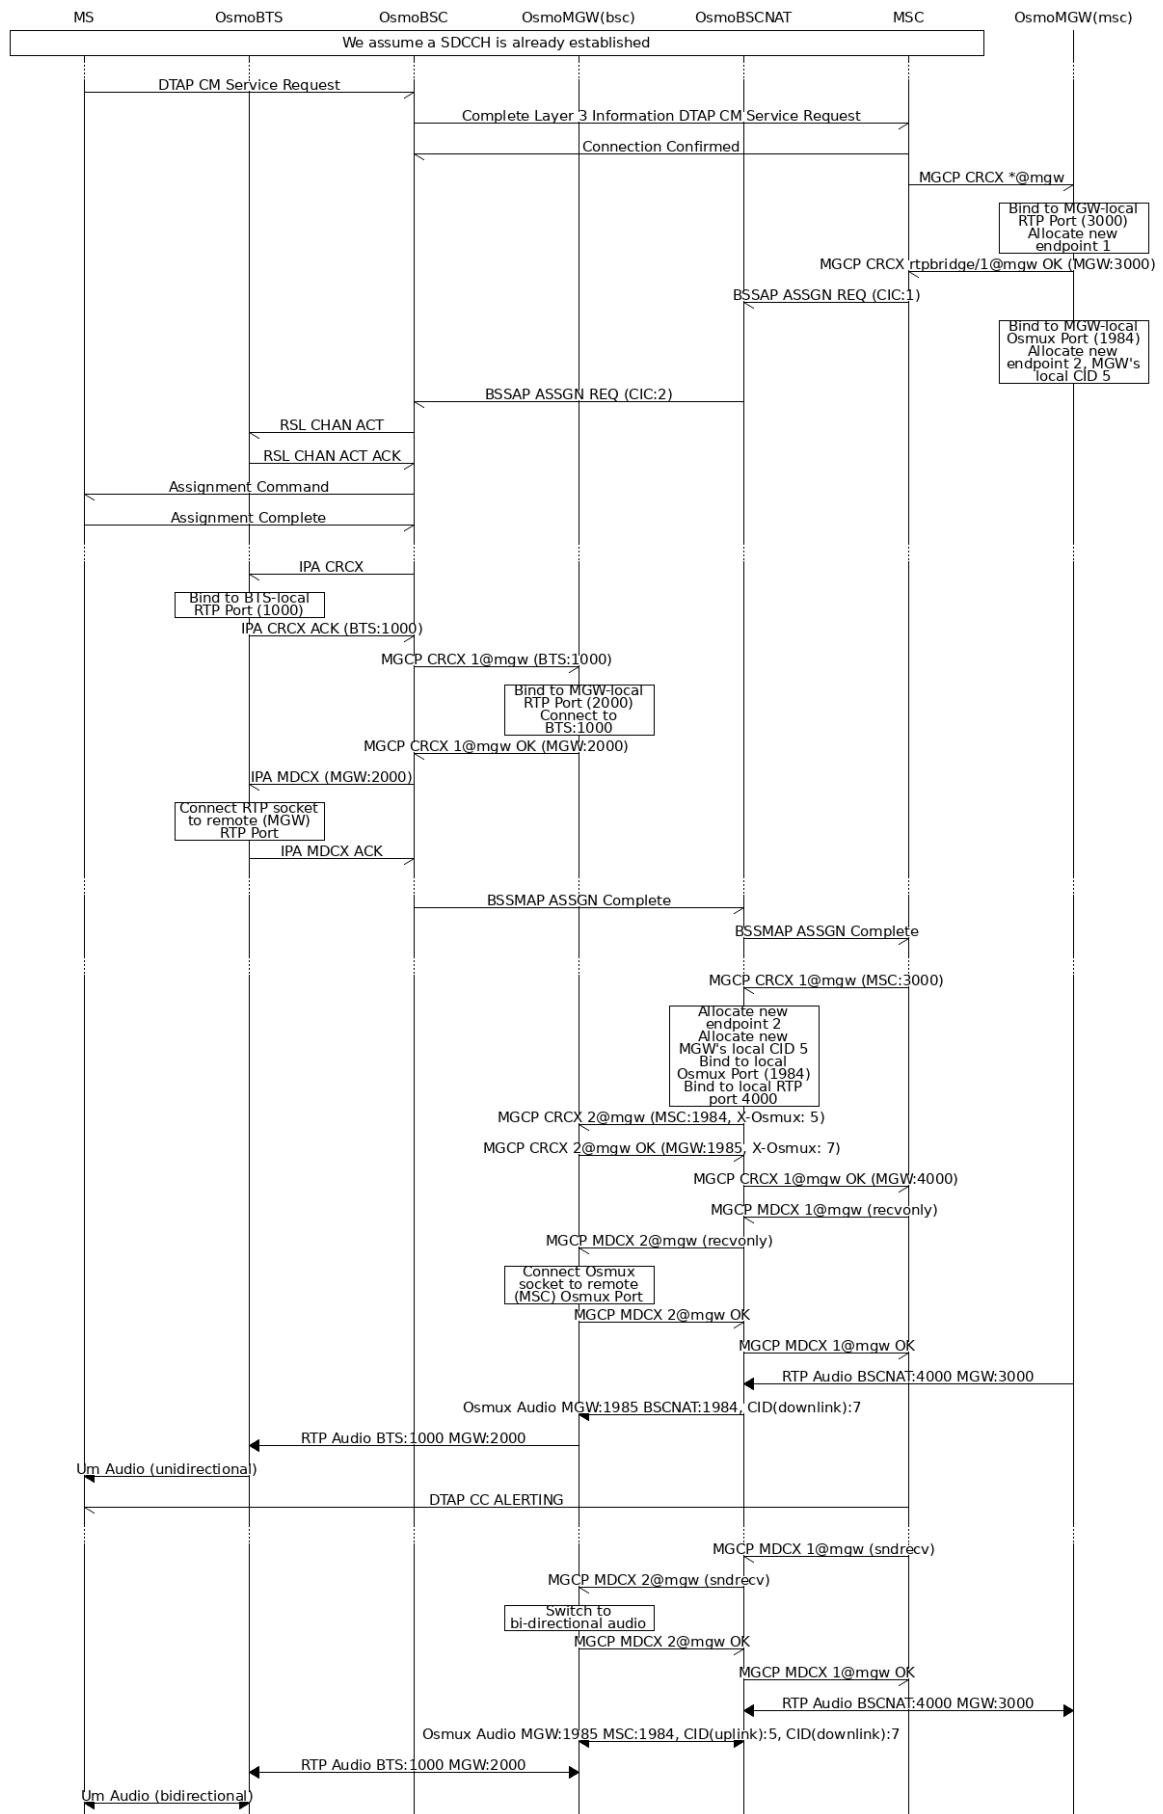 MS OsmoBTS OsmoBSC OsmoMGW(bsc) OsmoBSCNAT MSC OsmoMGW(msc)
We assume a SDCCH is already established
DTAP CM Service Request
Complete Layer 3 Information DTAP CM Service Request
Connection Confirmed
MGCP CRCX *@mgw
Bind to MGW-local
RTP Port (3000)
Allocate new
endpoint 1
MGCP CRCX rtpbridge/1@mgw OK (MGW:3000)
BSSAP ASSGN REQ (CIC:1)
Bind to MGW-local
Osmux Port (1984)
Allocate new
endpoint 2, MGW's
local CID 5
BSSAP ASSGN REQ (CIC:2)
RSL CHAN ACT
RSL CHAN ACT ACK
Assignment Command
Assignment Complete
IPA CRCX
Bind to BTS-local
RTP Port (1000)
IPA CRCX ACK (BTS:1000)
MGCP CRCX 1@mgw (BTS:1000)
Bind to MGW-local
RTP Port (2000)
Connect to
BTS:1000
MGCP CRCX 1@mgw OK (MGW:2000)
IPA MDCX (MGW:2000)
Connect RTP socket
to remote (MGW)
RTP Port
IPA MDCX ACK
BSSMAP ASSGN Complete
BSSMAP ASSGN Complete
MGCP CRCX 1@mgw (MSC:3000)
Allocate new
endpoint 2
Allocate new
MGW's local CID 5
Bind to local
Osmux Port (1984)
Bind to local RTP
port 4000
MGCP CRCX 2@mgw (MSC:1984, X-Osmux: 5)
MGCP CRCX 2@mgw OK (MGW:1985, X-Osmux: 7)
MGCP CRCX 1@mgw OK (MGW:4000)
MGCP MDCX 1@mgw (recvonly)
MGCP MDCX 2@mgw (recvonly)
Connect Osmux
socket to remote
(MSC) Osmux Port
MGCP MDCX 2@mgw OK
MGCP MDCX 1@mgw OK
RTP Audio BSCNAT:4000 MGW:3000
Osmux Audio MGW:1985 BSCNAT:1984, CID(downlink):7
RTP Audio BTS:1000 MGW:2000
Um Audio (unidirectional)
DTAP CC ALERTING
MGCP MDCX 1@mgw (sndrecv)
MGCP MDCX 2@mgw (sndrecv)
Switch to
bi-directional audio
MGCP MDCX 2@mgw OK
MGCP MDCX 1@mgw OK
RTP Audio BSCNAT:4000 MGW:3000
Osmux Audio MGW:1985 MSC:1984, CID(uplink):5, CID(downlink):7
RTP Audio BTS:1000 MGW:2000
Um Audio (bidirectional)